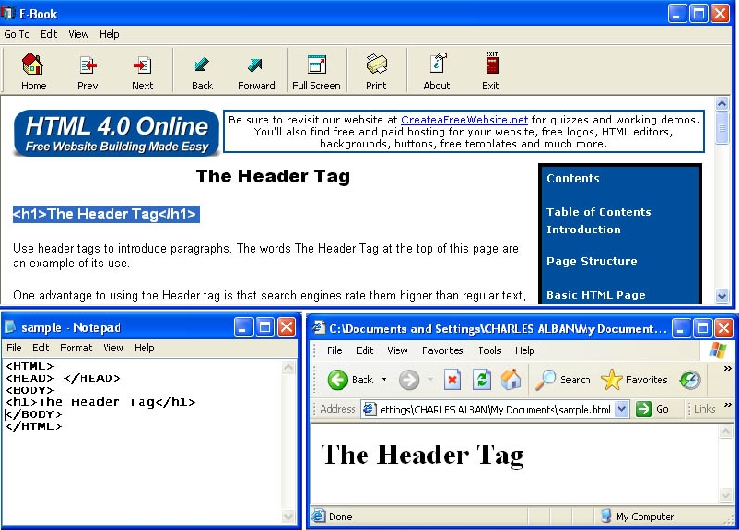 E-Book
Go To Edit View Help
Home Prev Next Back Forward Full Screen Print About Exit
EXIT
HTML 4.0 Online
Free Website Building Made Easy
Be sure to revisit our website at CreateaFreeWebsite.net for quizzes and working demos.
You'll also find free and paid hosting for your website, free logos, HTML editors,
backgrounds, buttons, free templates and much more.
The Header Tag
<h1>The Header Tag</h1>
Use header tags to introduce paragraphs. The words The Header Tag at the top of this page are
an example of its use.
One advantage to using the Header tag is that search engines rate them higher than regular text,
Contents
Table of Contents
Introduction
Page Structure
Basic HTML Page
sample - Notepad
File Edit Format View Help
<HTML>
<HEAD> </HEAD>
<BODY>
<h1>The Header Tag</h1>
</BODY>
</HTML>
C:\Documents and Settings\CHARLES ALBAN\My Document...
File Edit View Favorites Tools Help
Back Search Favorites
Address ettings\CHARLES ALBAN\My Documents\sample.html Go Links
The Header Tag
Done My Computer